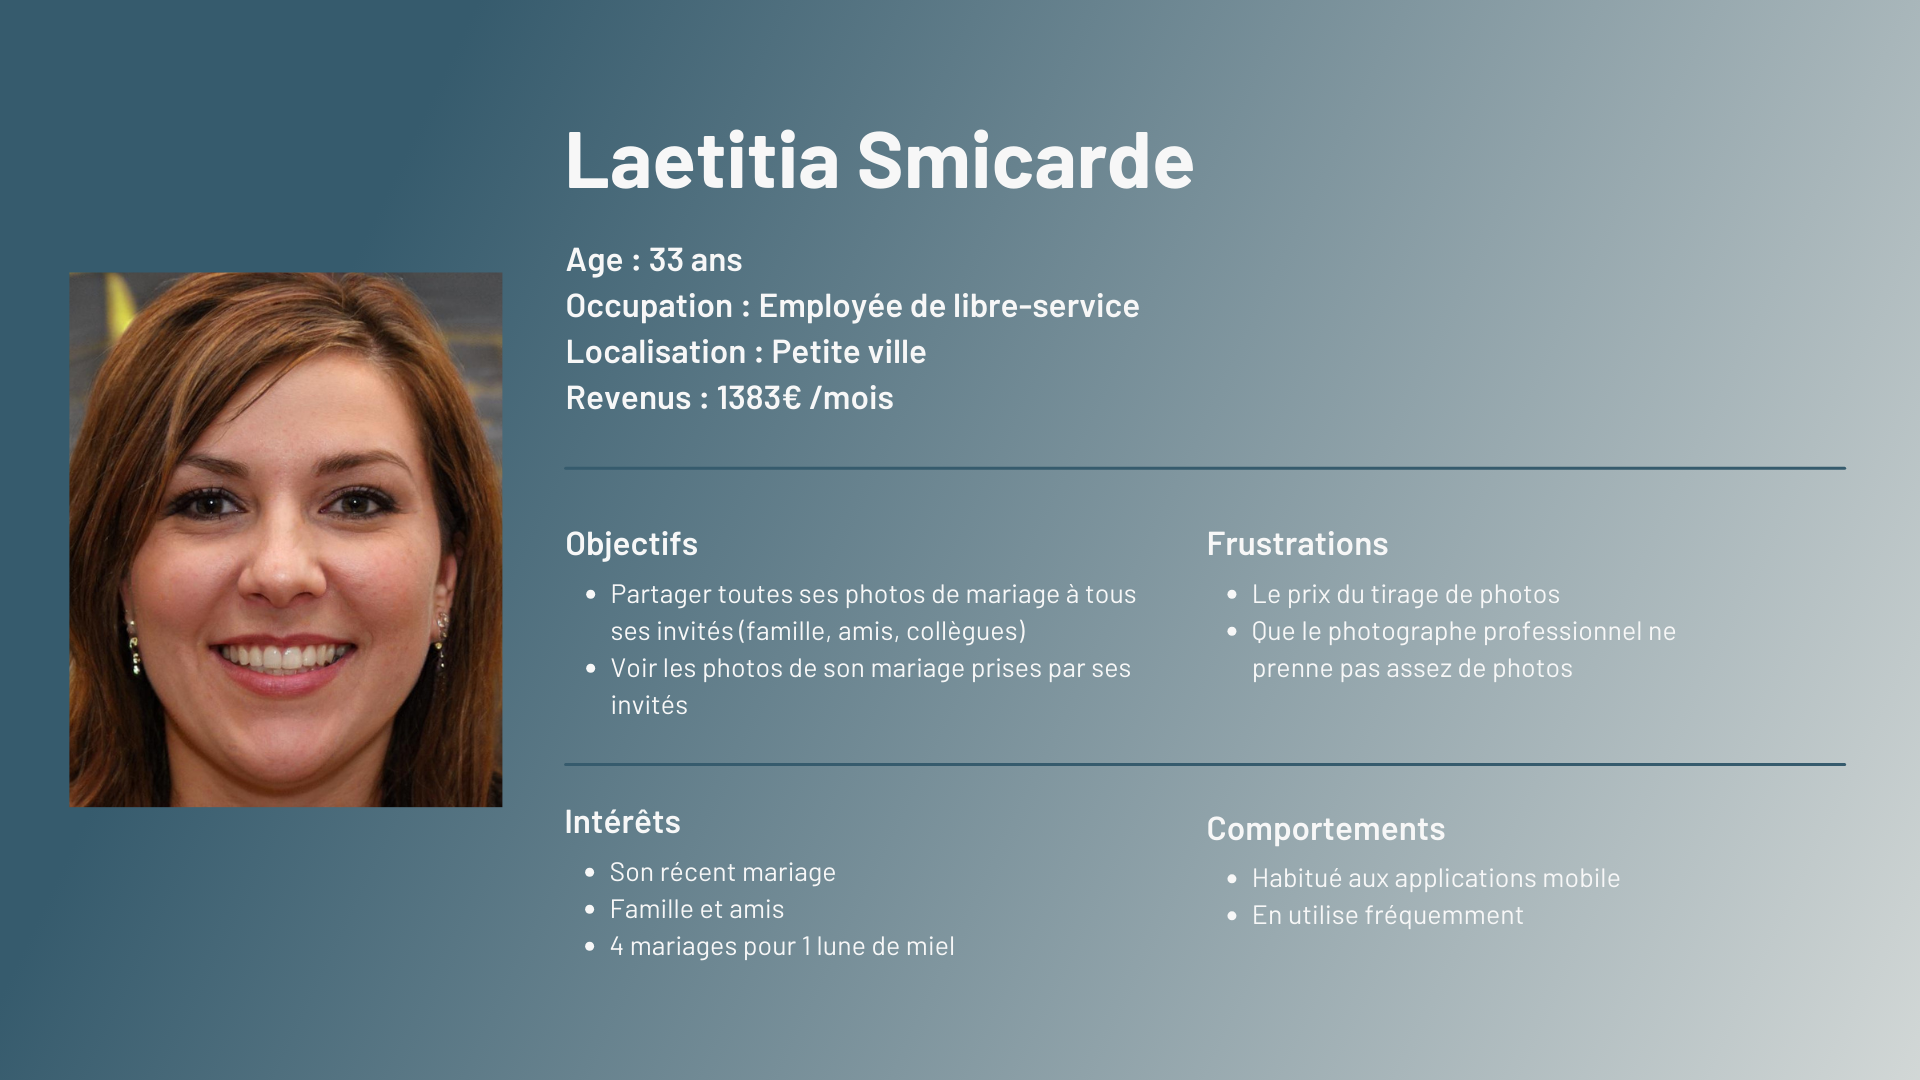 Laetitia Smicarde
Age : 33 ans
Occupation : Employée de libre-service
Localisation : Petite ville
Revenus : 1383€ /mois
Objectifs
• Partager toutes ses photos de mariage à tous
ses invités (famille, amis, collègues)
• Voir les photos de son mariage prises par ses
invités
Frustrations
• Le prix du tirage de photos
• Que le photographe professionnel ne
prenne pas assez de photos
Intérêts
• Son récent mariage
• Famille et amis
• 4 mariages pour 1 lune de miel
Comportements
• Habitué aux applications mobile
• En utilise fréquemment